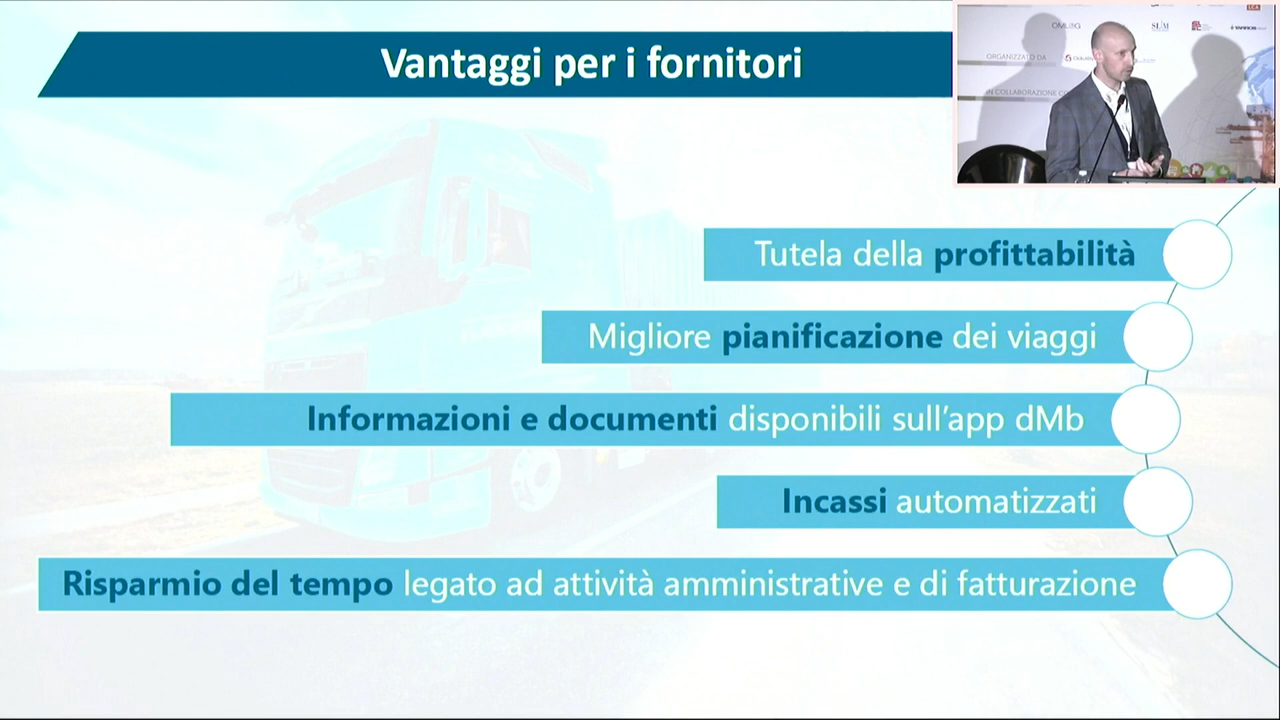 Vantaggi per i fornitori
ORGANIZZATO DA
IN COLLABORAZIONE
Tutela della profittabilità
Migliore pianificazione dei viaggi
Informazioni e documenti disponibili sull'app dMb
Incassi automatizzati
Risparmio del tempo legato ad attività amministrative e di fatturazione